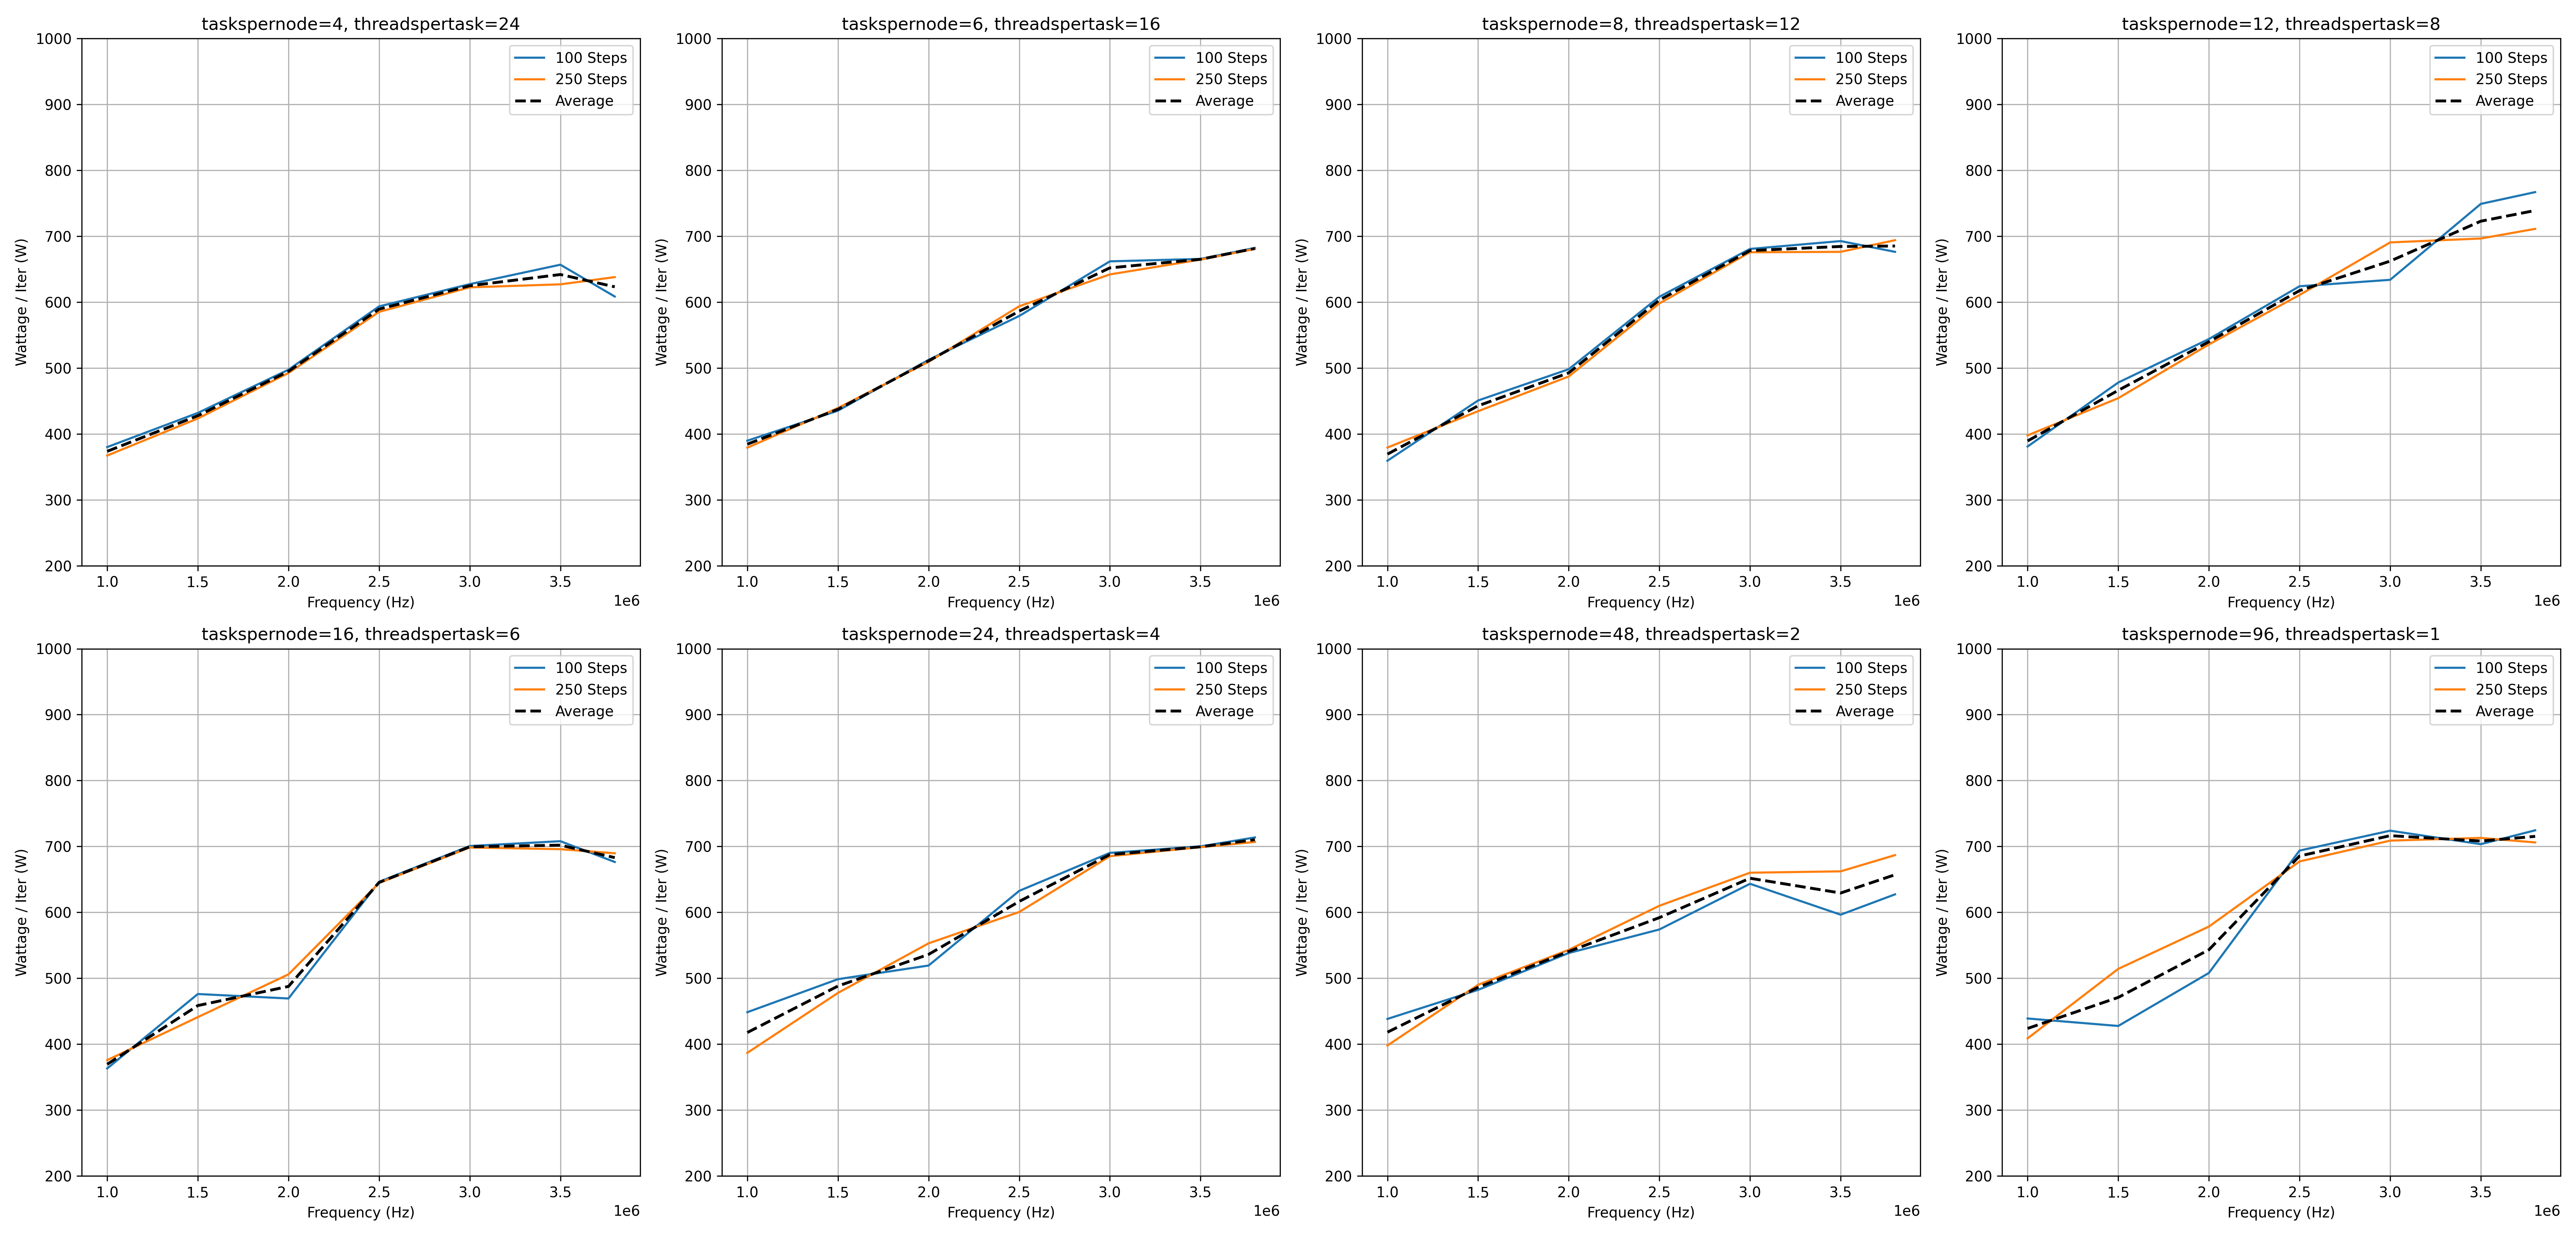 taskspernode=4, threadspertask=24
1000
900
800
700
600
500
400
300
200
Wattage / Iter (W)
100 Steps
250 Steps
Average
1.0 1.5 2.0 2.5 3.0 3.5
Frequency (Hz)
1e6
taskspernode=6, threadspertask=16
1000
900
800
700
600
500
400
300
200
Wattage / Iter (W)
100 Steps
250 Steps
Average
1.0 1.5 2.0 2.5 3.0 3.5
Frequency (Hz)
1e6
taskspernode=8, threadspertask=12
1000
900
800
700
600
500
400
300
200
Wattage / Iter (W)
100 Steps
250 Steps
Average
1.0 1.5 2.0 2.5 3.0 3.5
Frequency (Hz)
1e6
taskspernode=12, threadspertask=8
1000
900
800
700
600
500
400
300
200
Wattage / Iter (W)
100 Steps
250 Steps
Average
1.0 1.5 2.0 2.5 3.0 3.5
Frequency (Hz)
1e6
taskspernode=16, threadspertask=6
1000
900
800
700
600
500
400
300
200
Wattage / Iter (W)
100 Steps
250 Steps
Average
1.0 1.5 2.0 2.5 3.0 3.5
Frequency (Hz)
1e6
taskspernode=24, threadspertask=4
1000
900
800
700
600
500
400
300
200
Wattage / Iter (W)
100 Steps
250 Steps
Average
1.0 1.5 2.0 2.5 3.0 3.5
Frequency (Hz)
1e6
taskspernode=48, threadspertask=2
1000
900
800
700
600
500
400
300
200
Wattage / Iter (W)
100 Steps
250 Steps
Average
1.0 1.5 2.0 2.5 3.0 3.5
Frequency (Hz)
1e6
taskspernode=96, threadspertask=1
1000
900
800
700
600
500
400
300
200
Wattage / Iter (W)
100 Steps
250 Steps
Average
1.0 1.5 2.0 2.5 3.0 3.5
Frequency (Hz)
1e6